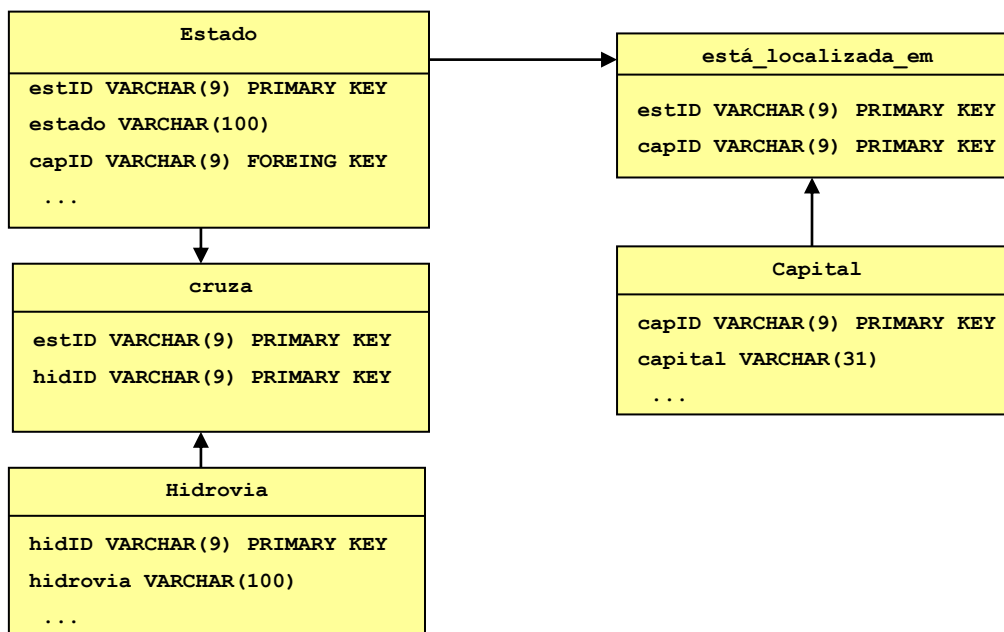 Estado
estID VARCHAR(9) PRIMARY KEY
estado VARCHAR(100)
capID VARCHAR(9) FOREING KEY
...
está_localizada_em
estID VARCHAR(9) PRIMARY KEY
capID VARCHAR(9) PRIMARY KEY
cruza
estID VARCHAR(9) PRIMARY KEY
hidID VARCHAR(9) PRIMARY KEY
Capital
capID VARCHAR(9) PRIMARY KEY
capital VARCHAR(31)
...
Hidrovia
hidID VARCHAR(9) PRIMARY KEY
hidrovia VARCHAR(100)
...